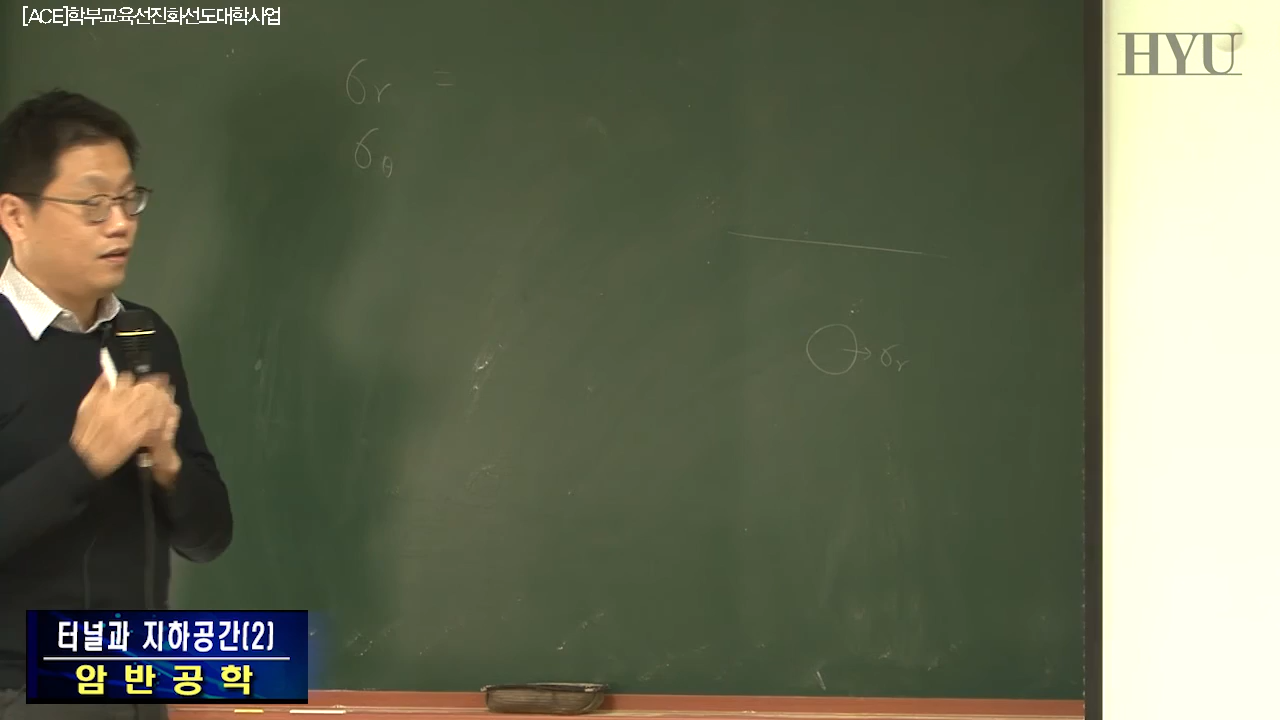 [ACE]학부교육선진화선도대학사업
HYU
σr =
σθ
σr
터널과 지하공간(2)
암반공학